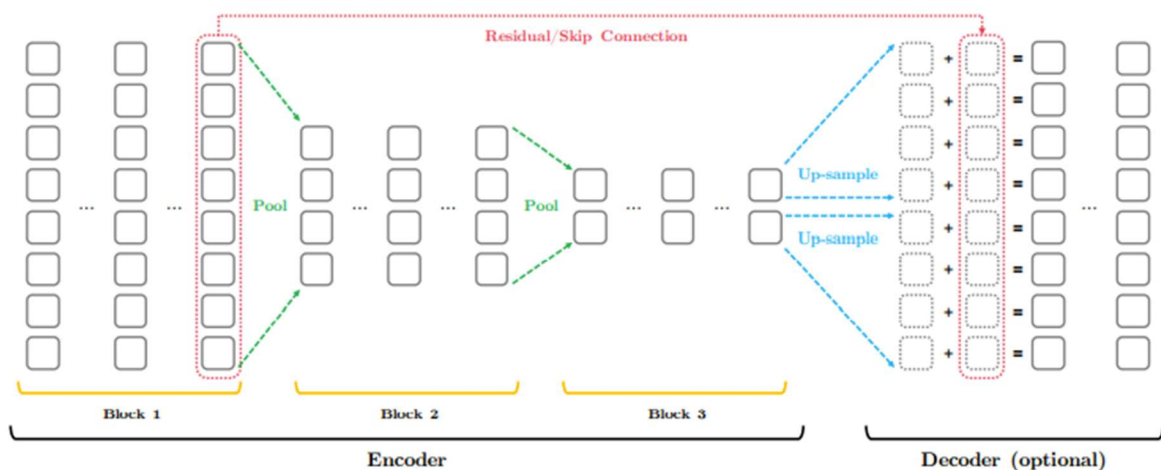 Residual/Skip Connection
+ =
+ =
+ =
Up-sample
+ =
... ... Pool ... ... Pool ... ... ...
+ =
Up-sample
+ =
+ =
+ =
Block 1 Block 2 Block 3
Encoder Decoder (optional)